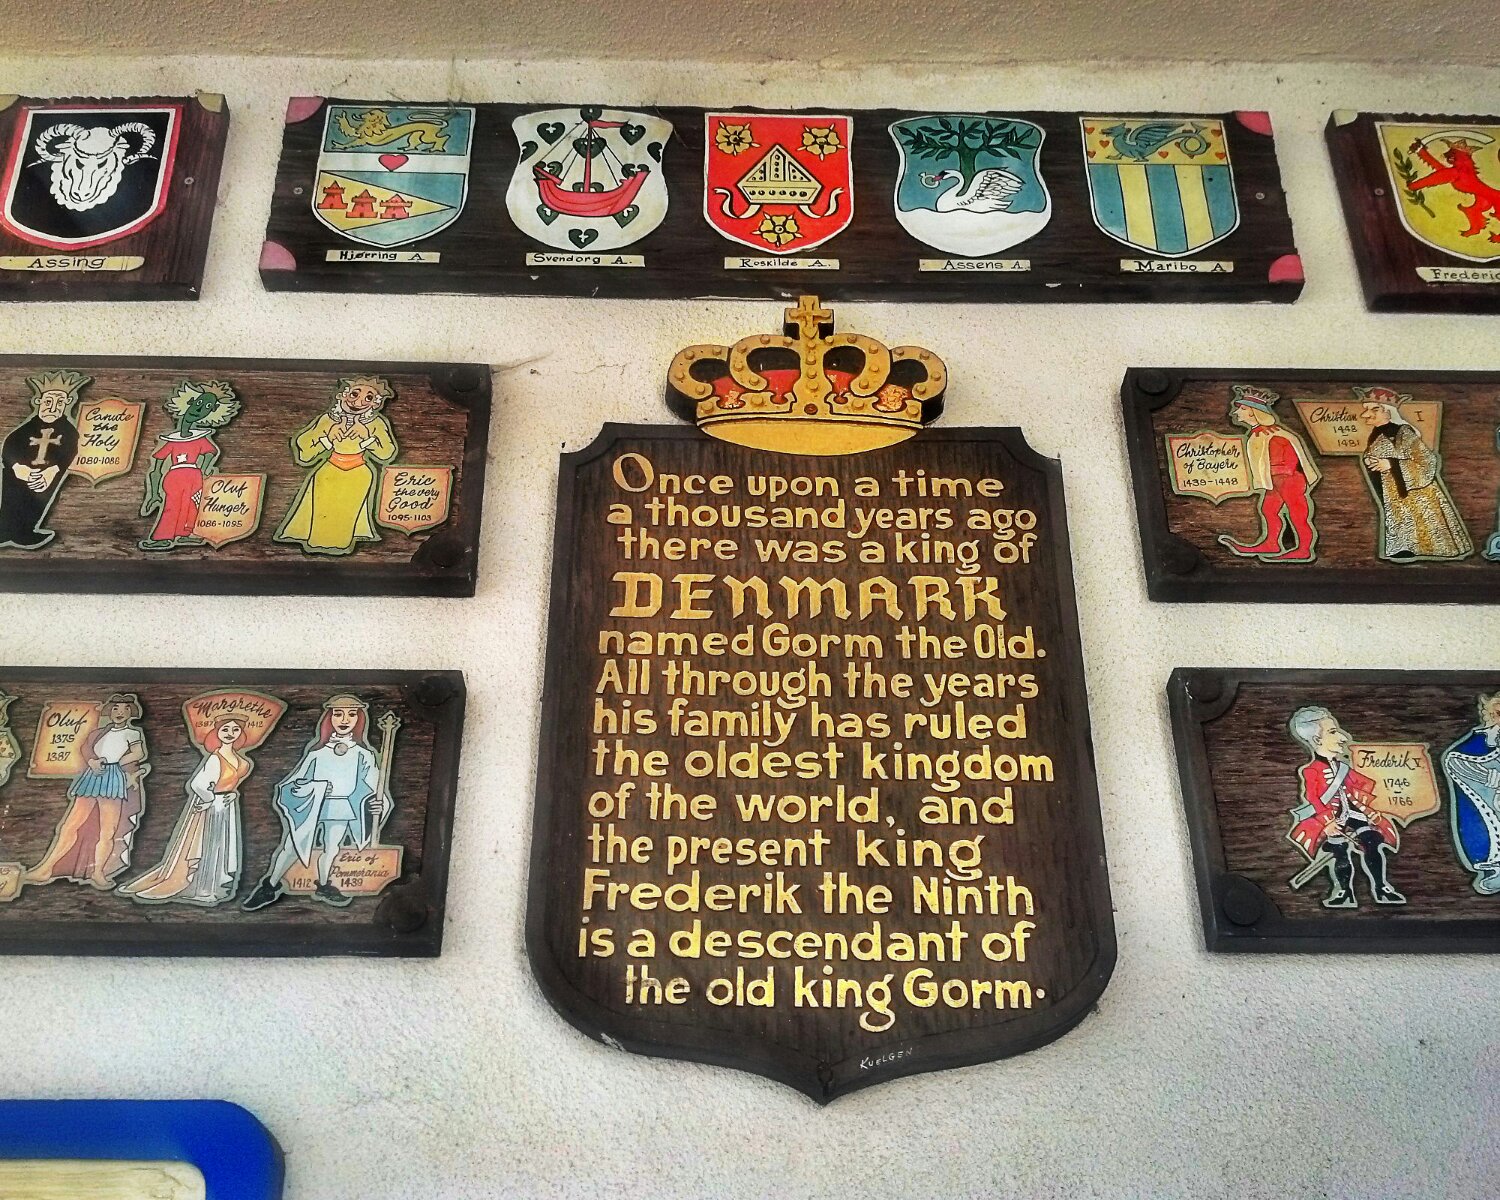 Assing
Hjørring A
Svendorg A.
Roskilde A.
Assens A.
Maribo A
Canute
the
Holy
1080-1086
Oluf
Hunger
1086-1095
Eric
the very
Good
1095-1103
Once upon a time
a thousand years ago
there was a king of
DENMARK
named Gorm the Old.
All through the years
his family has ruled
the oldest kingdom
of the world, and
the present king
Frederik the Ninth
is a descendant of
the old king Gorm.
KUELGEN
Christopher
of Bayern
1439-1448
Christian I
1448
1481
Oluf
1375
-
1387
Margrethe
1387 1412
Eric of
Pommerania
1412 1439
Frederik V
1746
-
1766